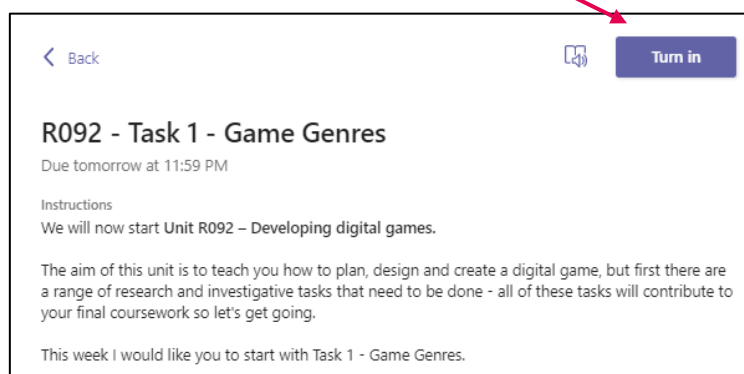 Back
Turn in
R092 - Task 1 - Game Genres
Due tomorrow at 11:59 PM
Instructions
We will now start Unit R092 – Developing digital games.
The aim of this unit is to teach you how to plan, design and create a digital game, but first there are
a range of research and investigative tasks that need to be done - all of these tasks will contribute to
your final coursework so let's get going.
This week I would like you to start with Task 1 - Game Genres.